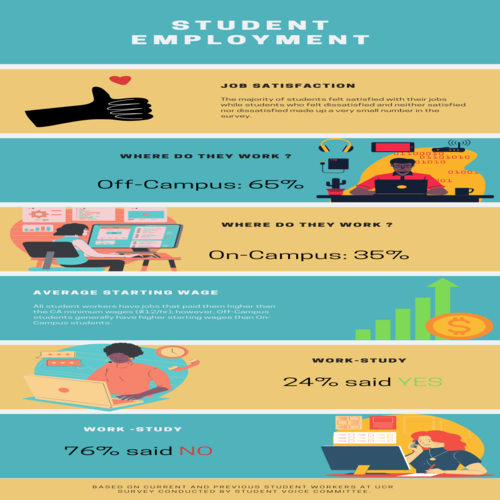 STUDENT
EMPLOYMENT
JOB SATISFACTION
The majority of students felt satisfied with their jobs
while students who felt dissatisfied and neither satisfied
nor dissatisfied made up a very small number in the
survey.
WHERE DO THEY WORK ?
Off-Campus: 65%
WHERE DO THEY WORK ?
On-Campus: 35%
AVERAGE STARTING WAGE
All student workers have jobs that paid them higher than
the CA minimum wages ($12/hr); however, Off-Campus
students generally have higher starting wages than On-
Campus students.
WORK-STUDY
24% said YES
WORK -STUDY
76% said NO
BASED ON CURRENT AND PREVIOUS STUDENT WORKERS AT UCR
SURVEY CONDUCTED BY STUDENT VOICE COMMITTEE.